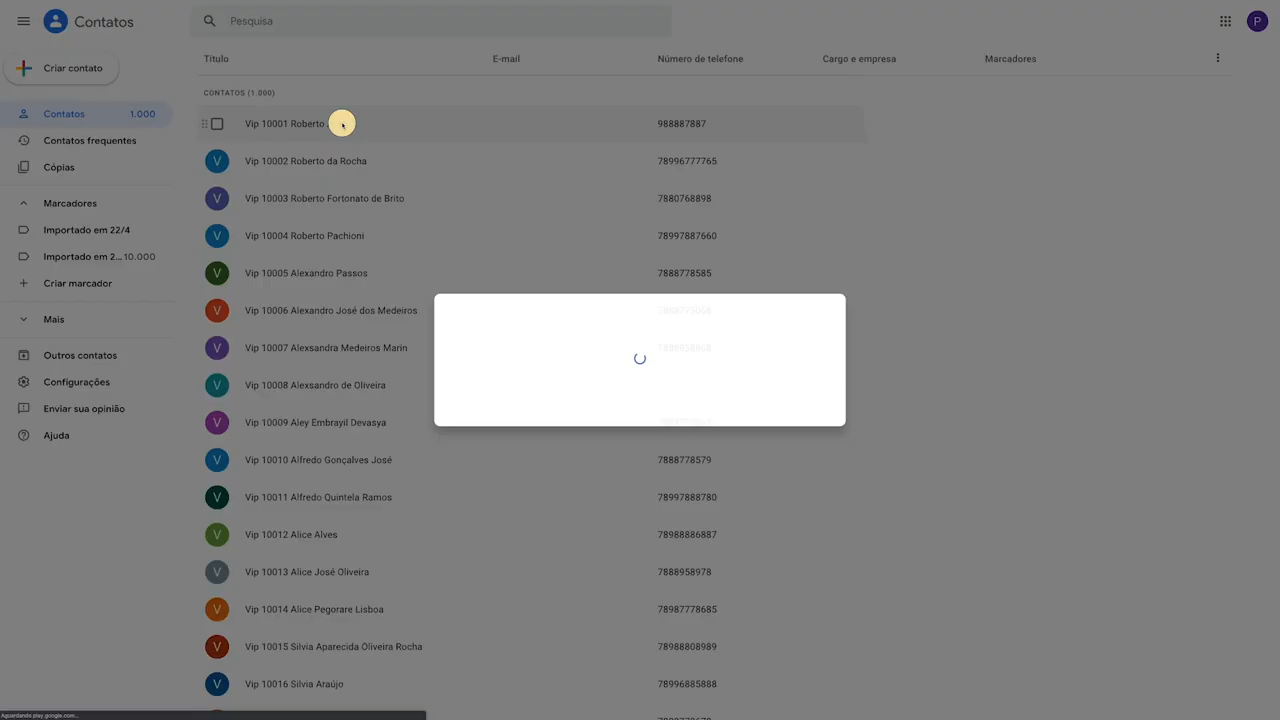 Contatos
Pesquisa
P
Criar contato
Título E-mail Número de telefone Cargo e empresa Marcadores
CONTATOS (1.000)
Contatos 1.000
Contatos frequentes
Cópias
Marcadores
Importado em 22/4
Importado em 2... 10.000
Criar marcador
Mais
Outros contatos
Configurações
Enviar sua opinião
Ajuda
Vip 10001 Roberto 988887887
V Vip 10002 Roberto da Rocha 78996777765
V Vip 10003 Roberto Fortonato de Brito 7880768898
V Vip 10004 Roberto Pachioni 78997887660
V Vip 10005 Alexandro Passos 7888778585
V Vip 10006 Alexandro José dos Medeiros
V Vip 10007 Alexsandra Medeiros Marin
V Vip 10008 Alexsandro de Oliveira
V Vip 10009 Aley Embrayil Devasya
V Vip 10010 Alfredo Gonçalves José 7888778579
V Vip 10011 Alfredo Quintela Ramos 78997888780
V Vip 10012 Alice Alves 78988886887
V Vip 10013 Alice José Oliveira 7888958978
V Vip 10014 Alice Pegorare Lisboa 78987778685
V Vip 10015 Silvia Aparecida Oliveira Rocha 78988808989
V Vip 10016 Silvia Araújo 78996885888
Aguardando play.google.com...